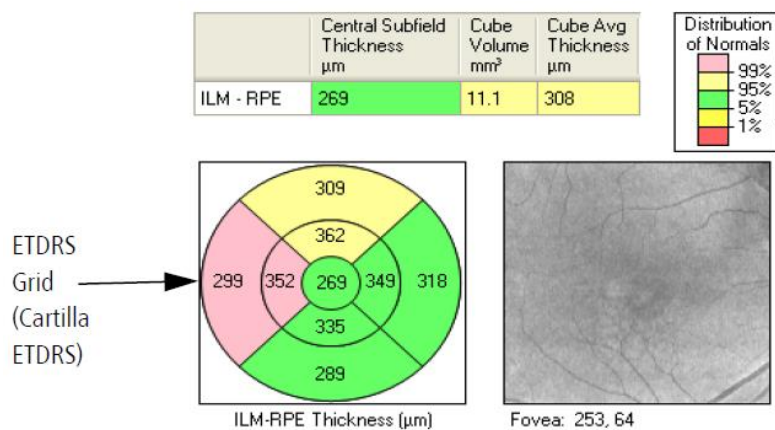 Central Subfield Thickness µm
Cube Volume mm³
Cube Avg Thickness µm
ILM - RPE
269
11.1
308
Distribution of Normals
99%
95%
5%
1%
ETDRS
Grid
(Cartilla
ETDRS)
309
362
299
352
269
349
318
335
289
ILM-RPE Thickness (µm)
Fovea: 253, 64